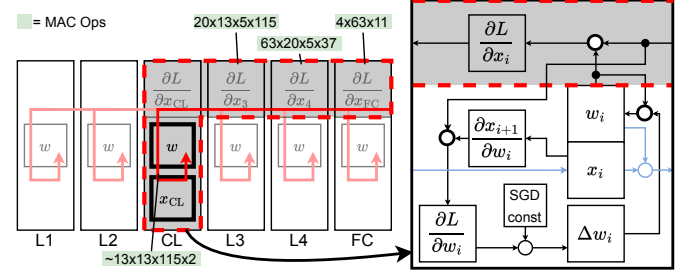 = MAC Ops
20x13x5x115
4x63x11
63x20x5x37
∂L/∂x_CL
∂L/∂x_3
∂L/∂x_4
∂L/∂x_FC
w
w
w
w
w
w
x_CL
L1
L2
CL
L3
L4
FC
~13x13x115x2
∂L/∂x_i
w_i
∂x_{i+1}/∂w_i
x_i
SGD
const
∂L/∂w_i
Δw_i